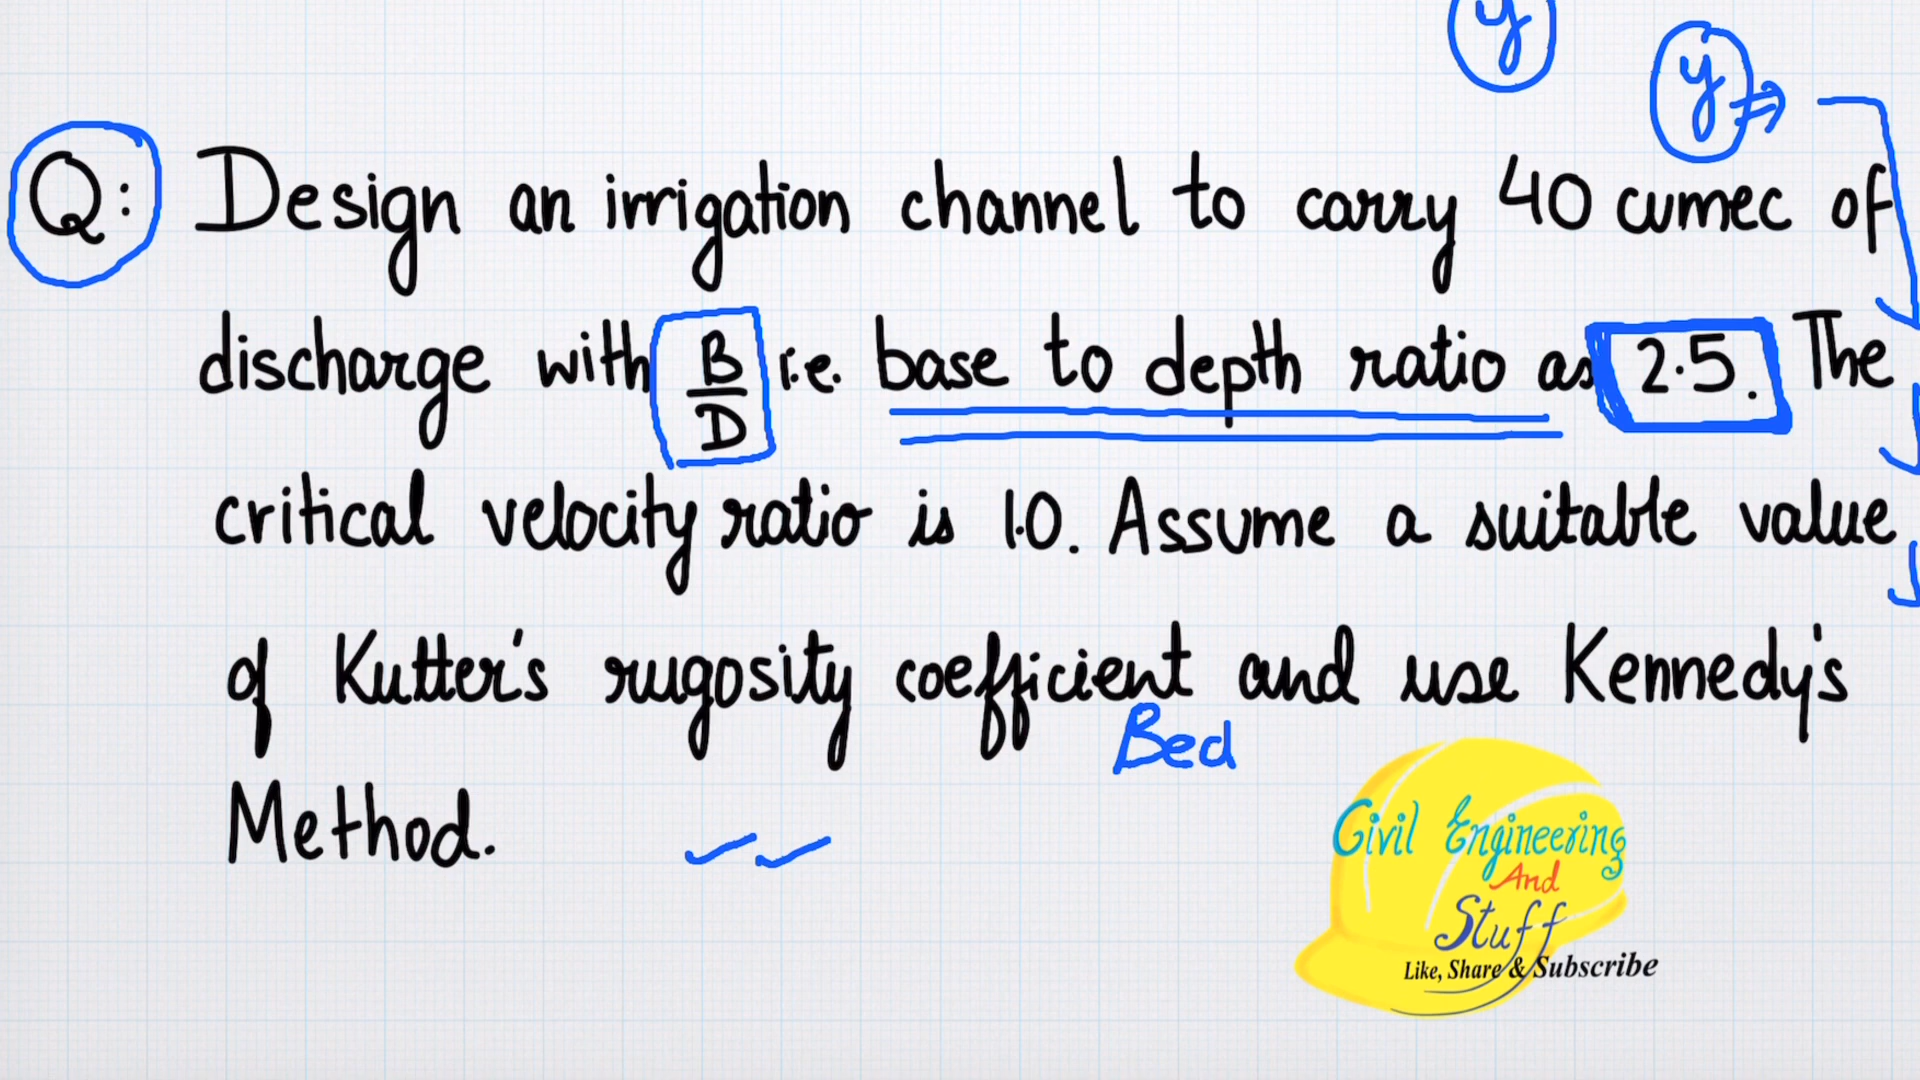 y
y ⇒
Q: Design an irrigation channel to carry 40 cumec of
discharge with B/D i.e. base to depth ratio as 2.5. The
critical velocity ratio is 1.0. Assume a suitable value
of Kutter's rugosity coefficient and use Kennedy's
Bed
Method.
Civil Engineering
And
Stuff
Like, Share & Subscribe